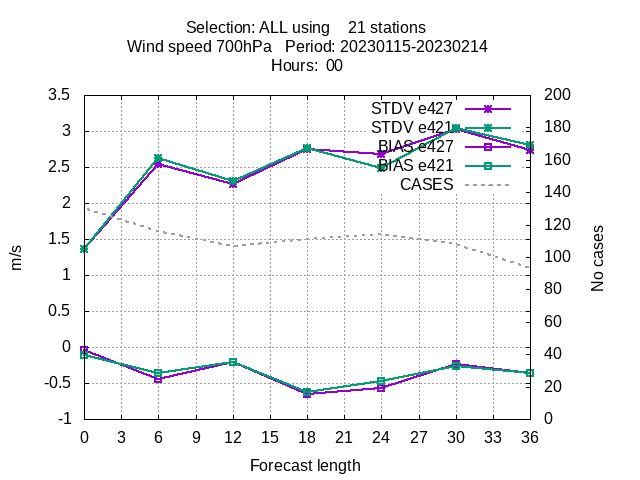 Selection: ALL using    21 stations
Wind speed 700hPa   Period: 20230115-20230214
Hours:  00
STDV e427
STDV e421
BIAS e427
BIAS e421
CASES
3.5
3
2.5
2
1.5
1
0.5
0
-0.5
-1
200
180
160
140
120
100
80
60
40
20
0
m/s
No cases
0 3 6 9 12 15 18 21 24 27 30 33 36
Forecast length